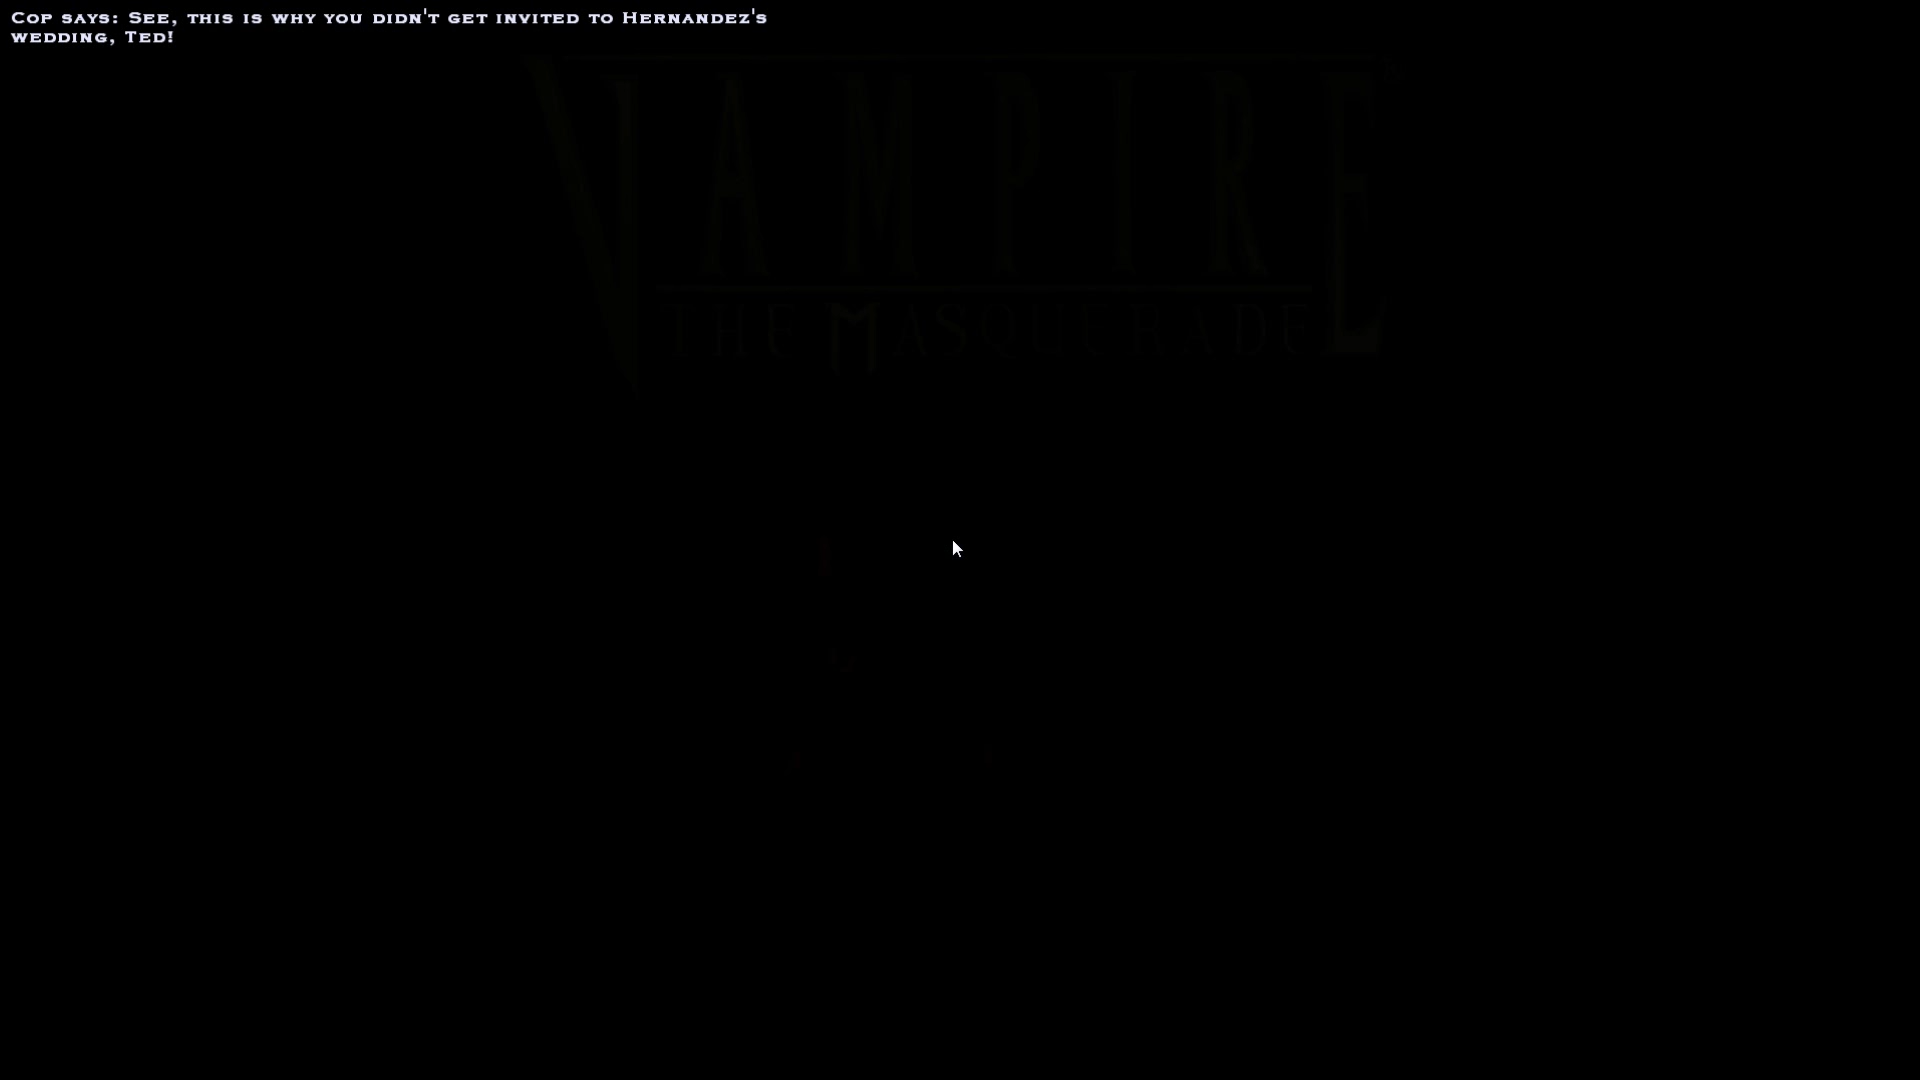 Cop says: See, this is why you didn't get invited to Hernandez's
wedding, Ted!
VAMPIRE
THE MASQUERADE